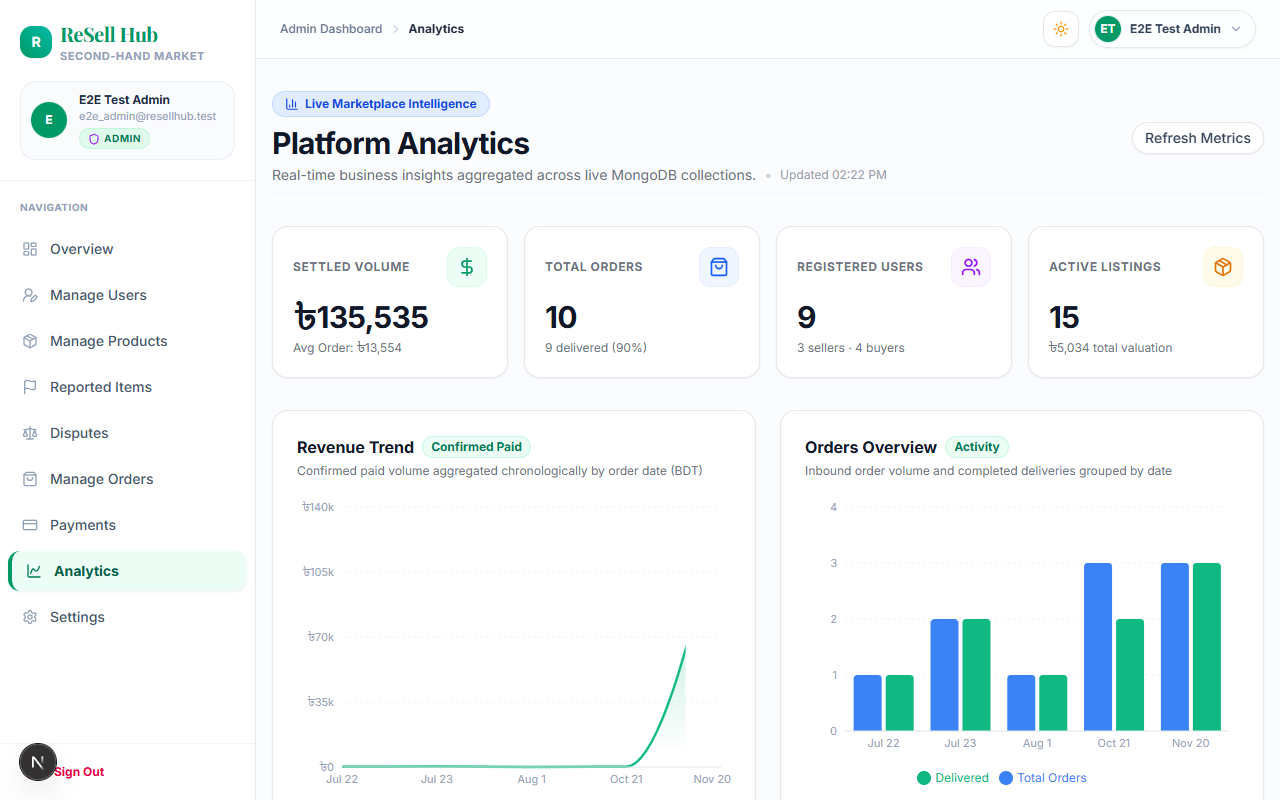 R
ReSell Hub
SECOND-HAND MARKET
E
E2E Test Admin
e2e_admin@resellhub.test
ADMIN
NAVIGATION
Overview
Manage Users
Manage Products
Reported Items
Disputes
Manage Orders
Payments
Analytics
Settings
N
Sign Out
Admin Dashboard
Analytics
ET
E2E Test Admin
Live Marketplace Intelligence
Platform Analytics
Real-time business insights aggregated across live MongoDB collections. • Updated 02:22 PM
Refresh Metrics
SETTLED VOLUME
৳135,535
Avg Order: ৳13,554
TOTAL ORDERS
10
9 delivered (90%)
REGISTERED USERS
9
3 sellers · 4 buyers
ACTIVE LISTINGS
15
৳5,034 total valuation
Revenue Trend Confirmed Paid
Confirmed paid volume aggregated chronologically by order date (BDT)
৳140k
৳105k
৳70k
৳35k
৳0
Jul 22 Jul 23 Aug 1 Oct 21 Nov 20
Orders Overview Activity
Inbound order volume and completed deliveries grouped by date
4
3
2
1
0
Jul 22 Jul 23 Aug 1 Oct 21 Nov 20
Delivered Total Orders